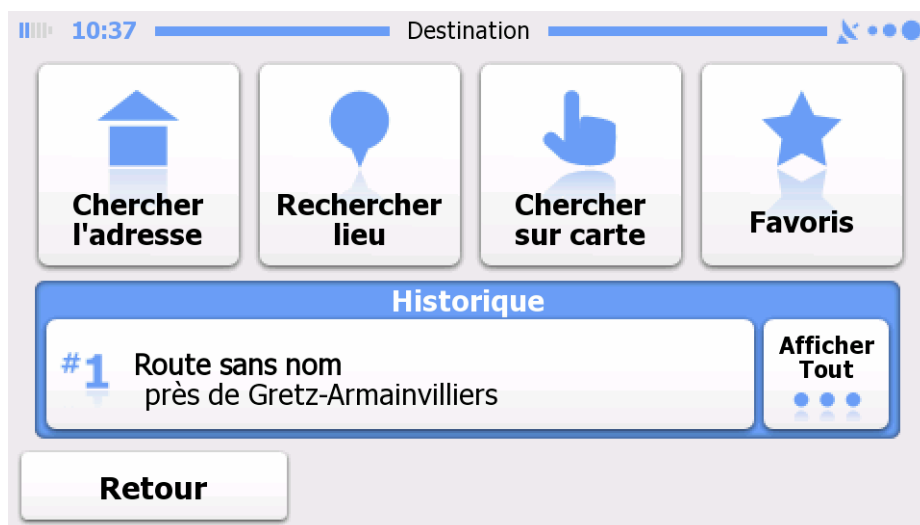 10:37 Destination
Chercher
l'adresse
Rechercher
lieu
Chercher
sur carte
Favoris
Historique
#1 Route sans nom
près de Gretz-Armainvilliers
Afficher
Tout
Retour